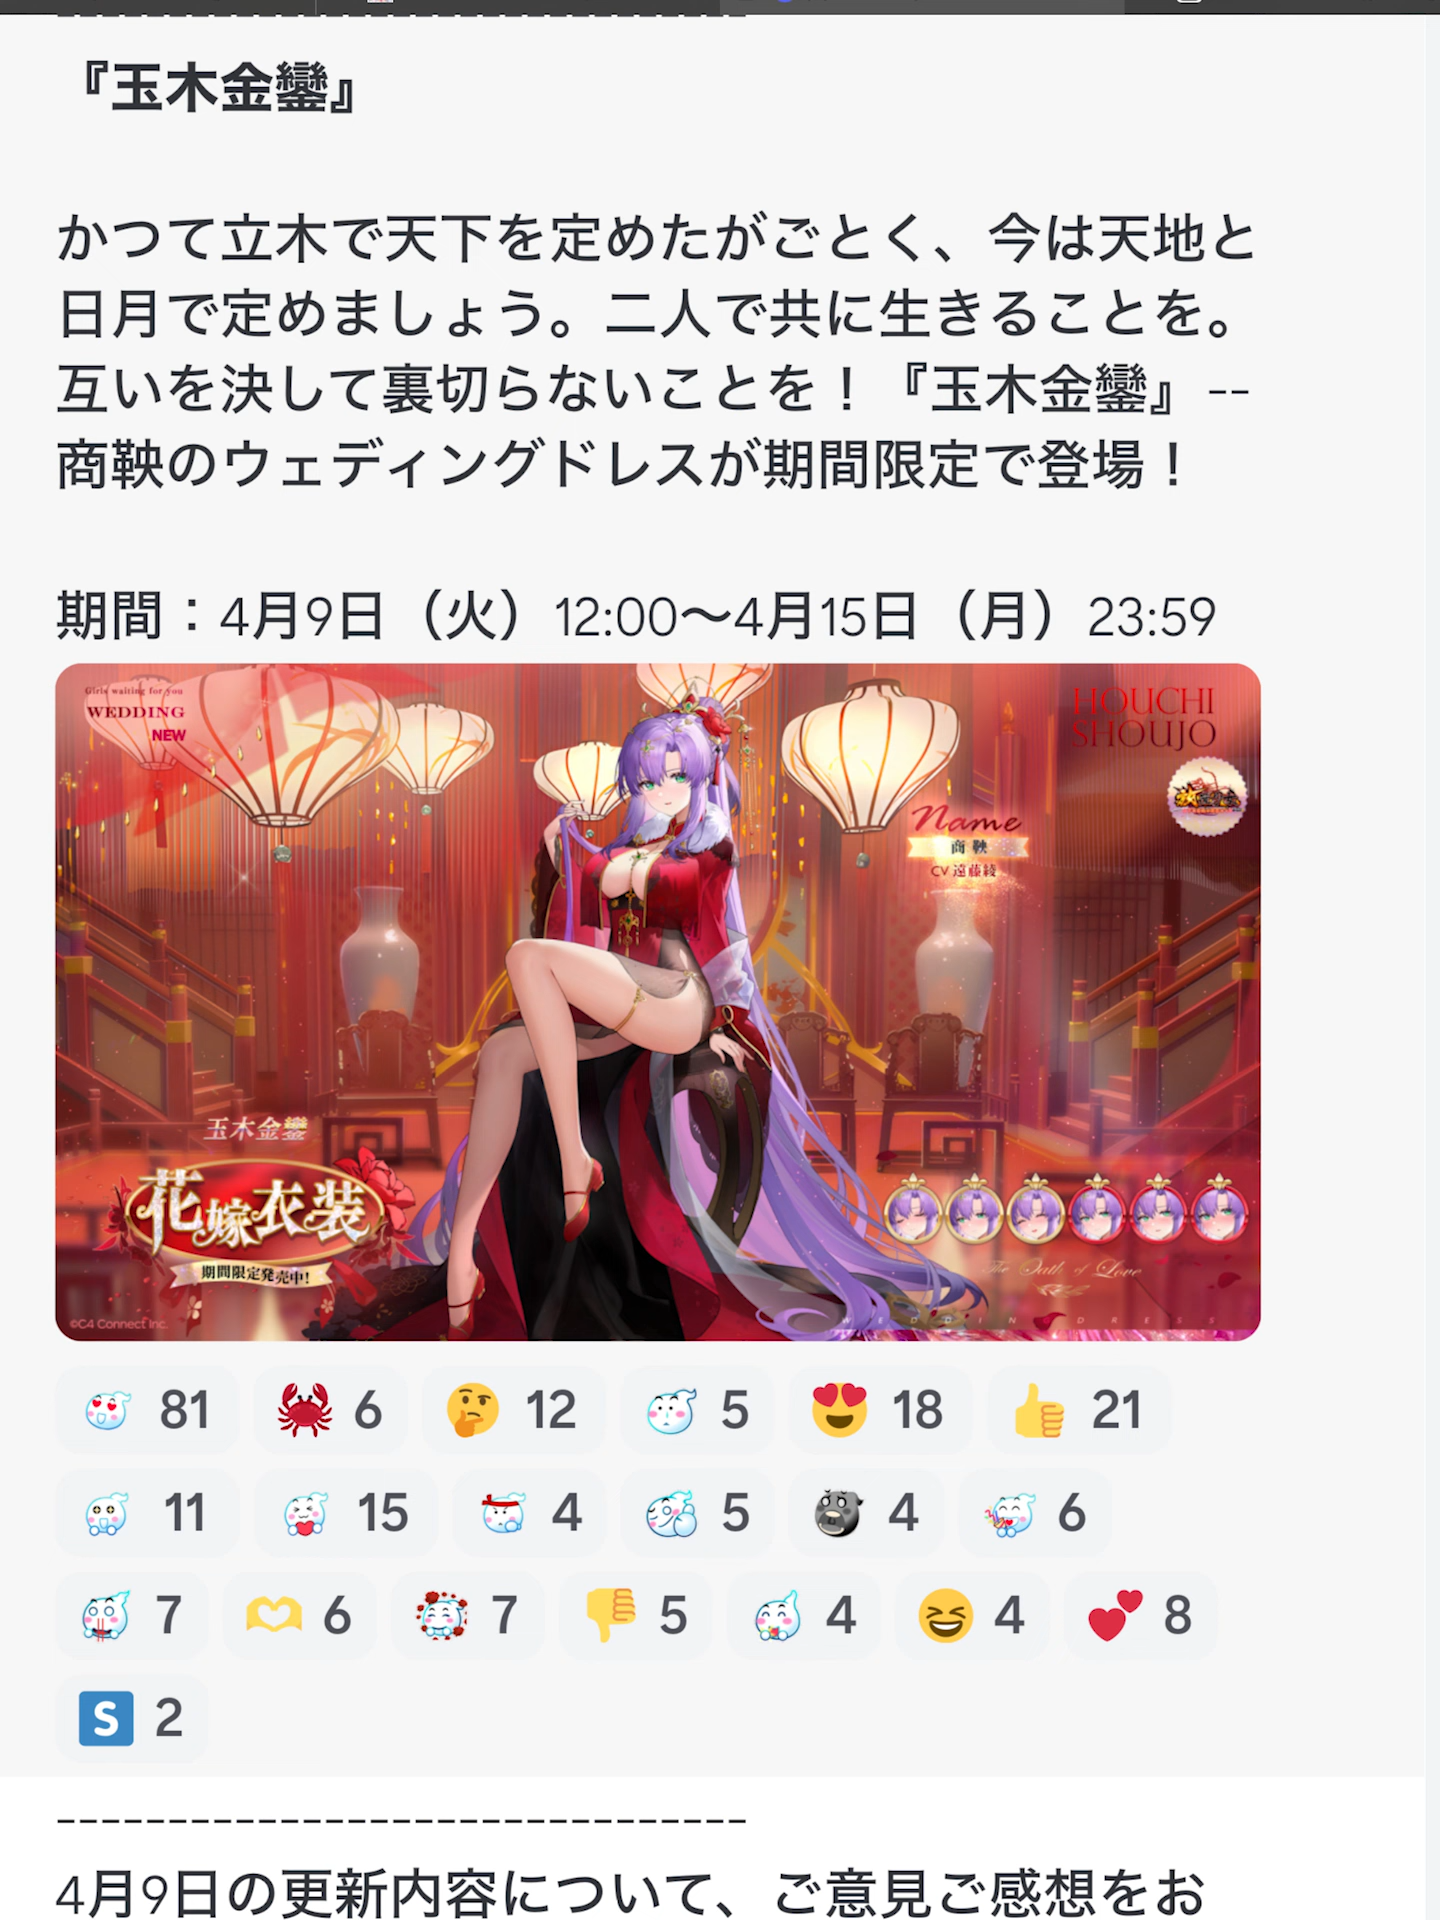 『玉木金鑾』
かつて立木で天下を定めたがごとく、今は天地と
日月で定めましょう。二人で共に生きることを。
互いを決して裏切らないことを！『玉木金鑾』--
商鞅のウェディングドレスが期間限定で登場！
期間：4月9日（火）12:00～4月15日（月）23:59
Girls waiting for you
WEDDING
NEW
HOUCHI
SHOUJO
Name
商鞅
CV 遠藤綾
玉木金鑾
花嫁衣装
期間限定発売中!
The Oath of Love
©C4 Connect Inc.
WEDDING DRESS
81 6 12 5 18 21
11 15 4 5 4 6
7 6 7 5 4 4 8
S 2
-------------------------------
4月9日の更新内容について、ご意見ご感想をお